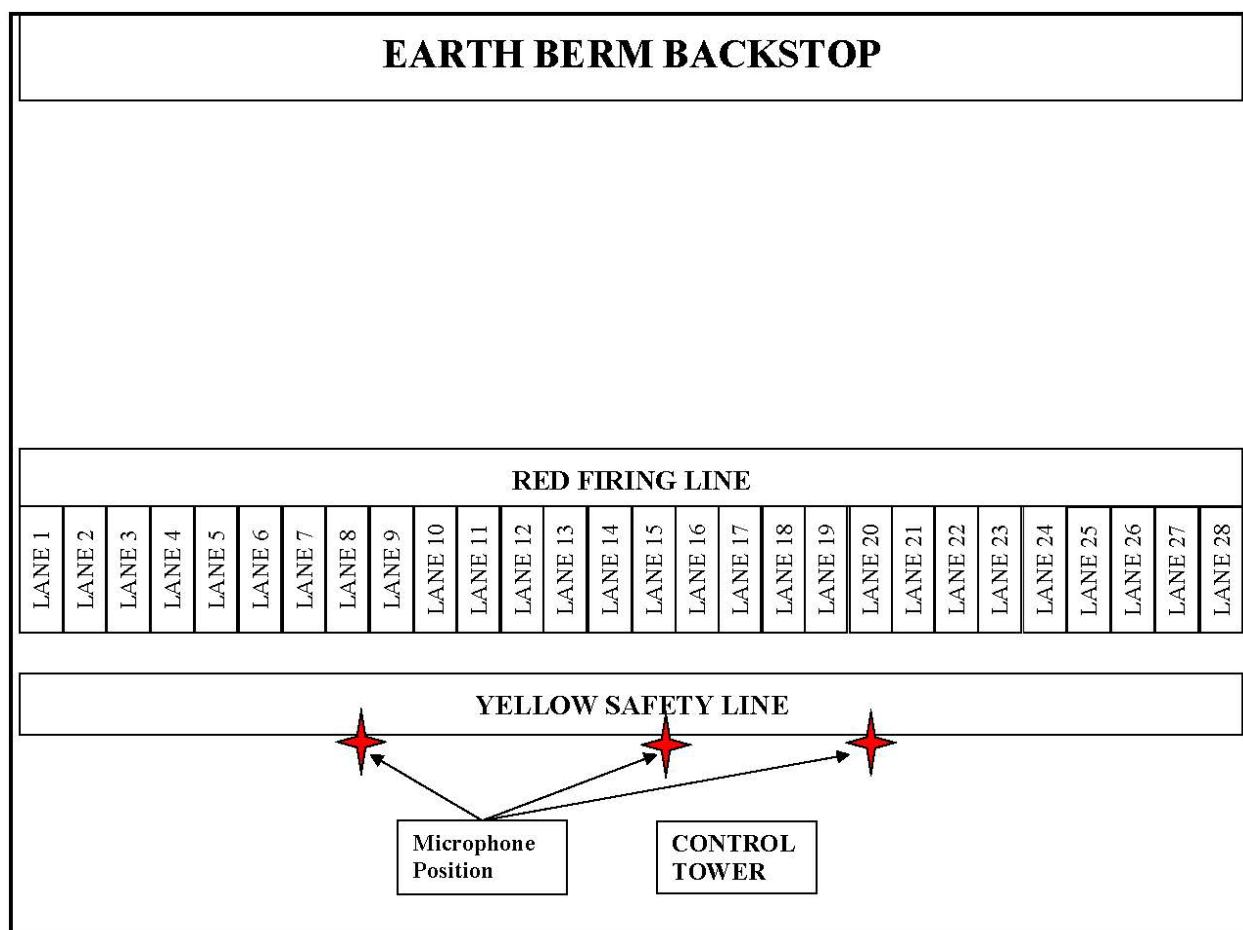 EARTH BERM BACKSTOP
RED FIRING LINE
LANE 1
LANE 2
LANE 3
LANE 4
LANE 5
LANE 6
LANE 7
LANE 8
LANE 9
LANE 10
LANE 11
LANE 12
LANE 13
LANE 14
LANE 15
LANE 16
LANE 17
LANE 18
LANE 19
LANE 20
LANE 21
LANE 22
LANE 23
LANE 24
LANE 25
LANE 26
LANE 27
LANE 28
YELLOW SAFETY LINE
Microphone
Position
CONTROL
TOWER